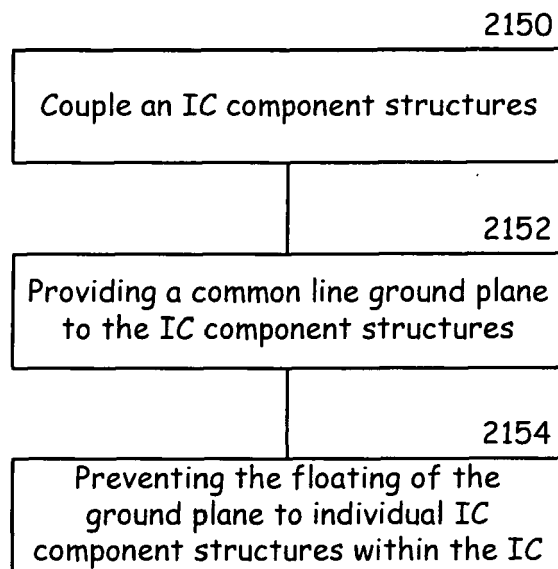 2150
Couple an IC component structures
2152
Providing a common line ground plane
to the IC component structures
2154
Preventing the floating of the
ground plane to individual IC
component structures within the IC